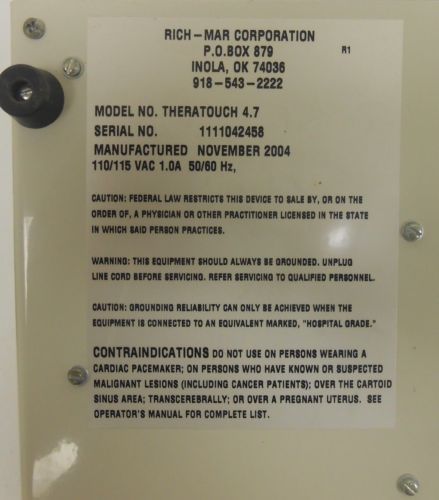 RICH-MAR CORPORATION
P.O.BOX 879 R1
INOLA, OK 74036
918-543-2222
MODEL NO. THERATOUCH 4.7
SERIAL NO. 1111042458
MANUFACTURED NOVEMBER 2004
110/115 VAC 1.0A 50/60 Hz,
CAUTION: FEDERAL LAW RESTRICTS THIS DEVICE TO SALE BY, OR ON THE
ORDER OF, A PHYSICIAN OR OTHER PRACTITIONER LICENSED IN THE STATE
IN WHICH SAID PERSON PRACTICES.
WARNING: THIS EQUIPMENT SHOULD ALWAYS BE GROUNDED. UNPLUG
LINE CORD BEFORE SERVICING. REFER SERVICING TO QUALIFIED PERSONNEL.
CAUTION: GROUNDING RELIABILITY CAN ONLY BE ACHIEVED WHEN THE
EQUIPMENT IS CONNECTED TO AN EQUIVALENT MARKED, "HOSPITAL GRADE."
CONTRAINDICATIONS DO NOT USE ON PERSONS WEARING A
CARDIAC PACEMAKER; ON PERSONS WHO HAVE KNOWN OR SUSPECTED
MALIGNANT LESIONS (INCLUDING CANCER PATIENTS); OVER THE CARTOID
SINUS AREA; TRANSCEREBRALLY; OR OVER A PREGNANT UTERUS. SEE
OPERATOR'S MANUAL FOR COMPLETE LIST.